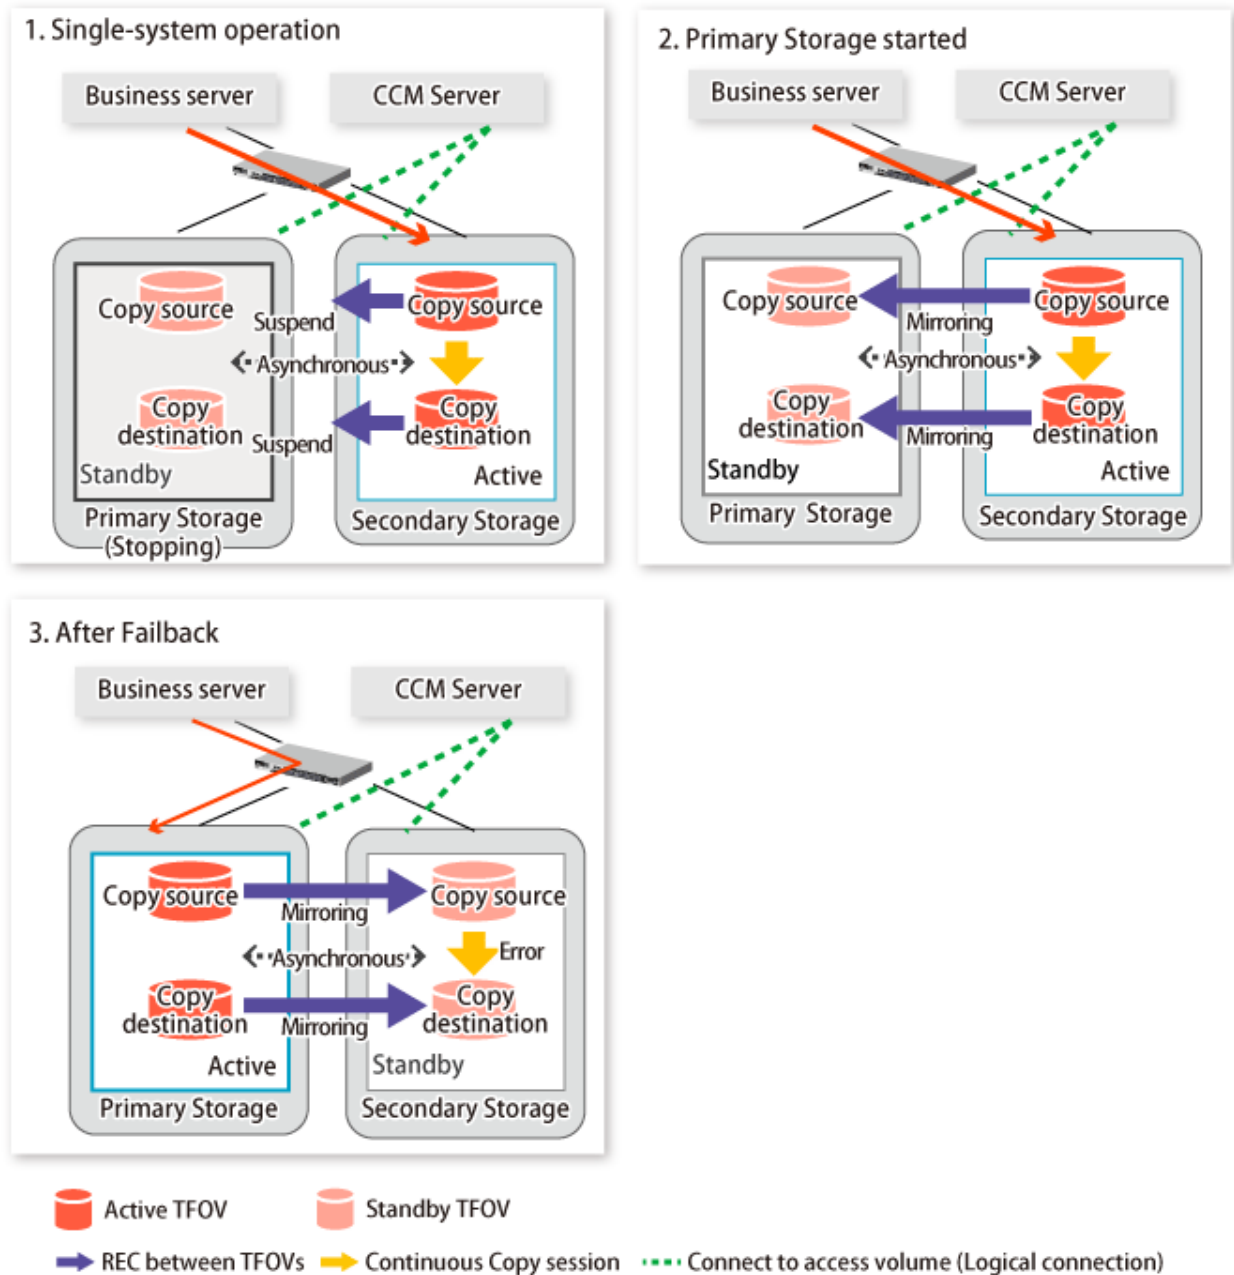 1. Single-system operation
Business server
CCM Server
Copy source
Copy source
Suspend
Asynchronous
Copy
destination
Copy
destination
Suspend
Standby
Active
Primary Storage
(Stopping)
Secondary Storage
2. Primary Storage started
Business server
CCM Server
Copy source
Copy source
Mirroring
Asynchronous
Copy
destination
Copy
destination
Mirroring
Standby
Active
Primary Storage
Secondary Storage
3. After Failback
Business server
CCM Server
Copy source
Copy source
Mirroring
Asynchronous
Error
Copy
destination
Copy
destination
Mirroring
Active
Standby
Primary Storage
Secondary Storage
Active TFOV
Standby TFOV
REC between TFOVs
Continuous Copy session
Connect to access volume (Logical connection)